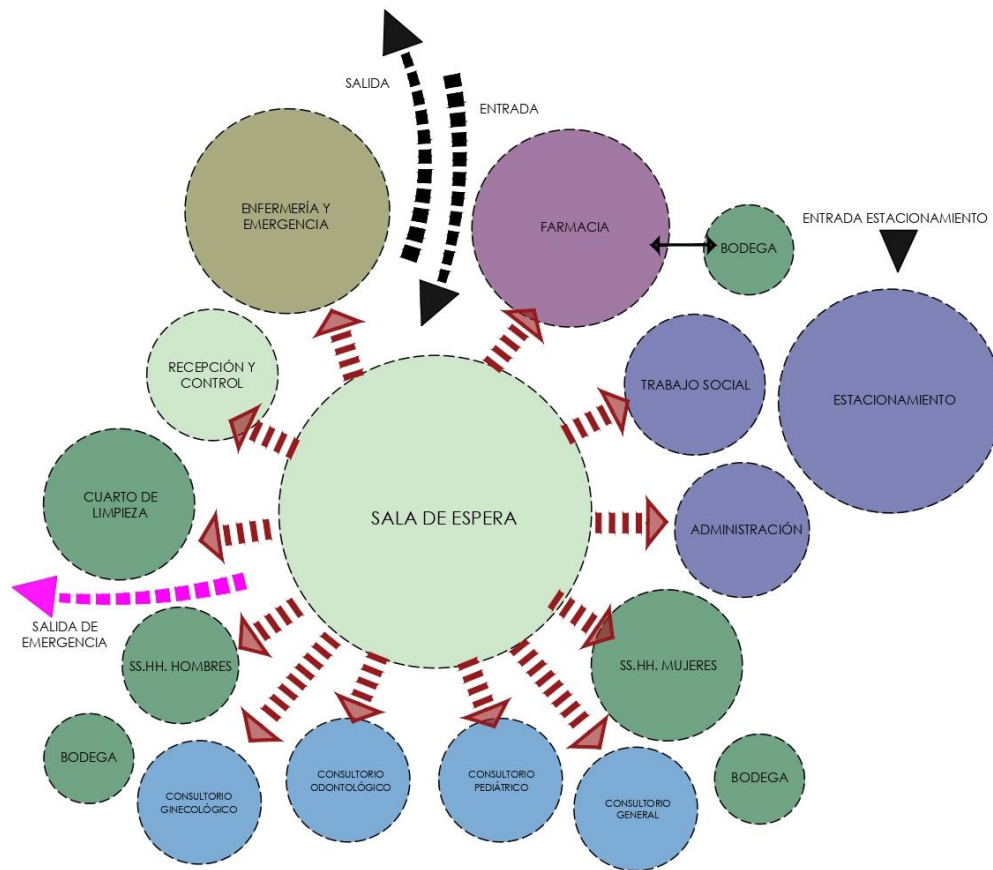 SALIDA
ENTRADA
ENFERMERÍA Y
EMERGENCIA
FARMACIA
BODEGA
ENTRADA ESTACIONAMIENTO
RECEPCIÓN Y
CONTROL
TRABAJO SOCIAL
ESTACIONAMIENTO
CUARTO DE
LIMPIEZA
SALA DE ESPERA
ADMINISTRACIÓN
SALIDA DE
EMERGENCIA
SS.HH. HOMBRES
SS.HH. MUJERES
BODEGA
CONSULTORIO
GINECOLÓGICO
CONSULTORIO
ODONTOLÓGICO
CONSULTORIO
PEDIÁTRICO
CONSULTORIO
GENERAL
BODEGA